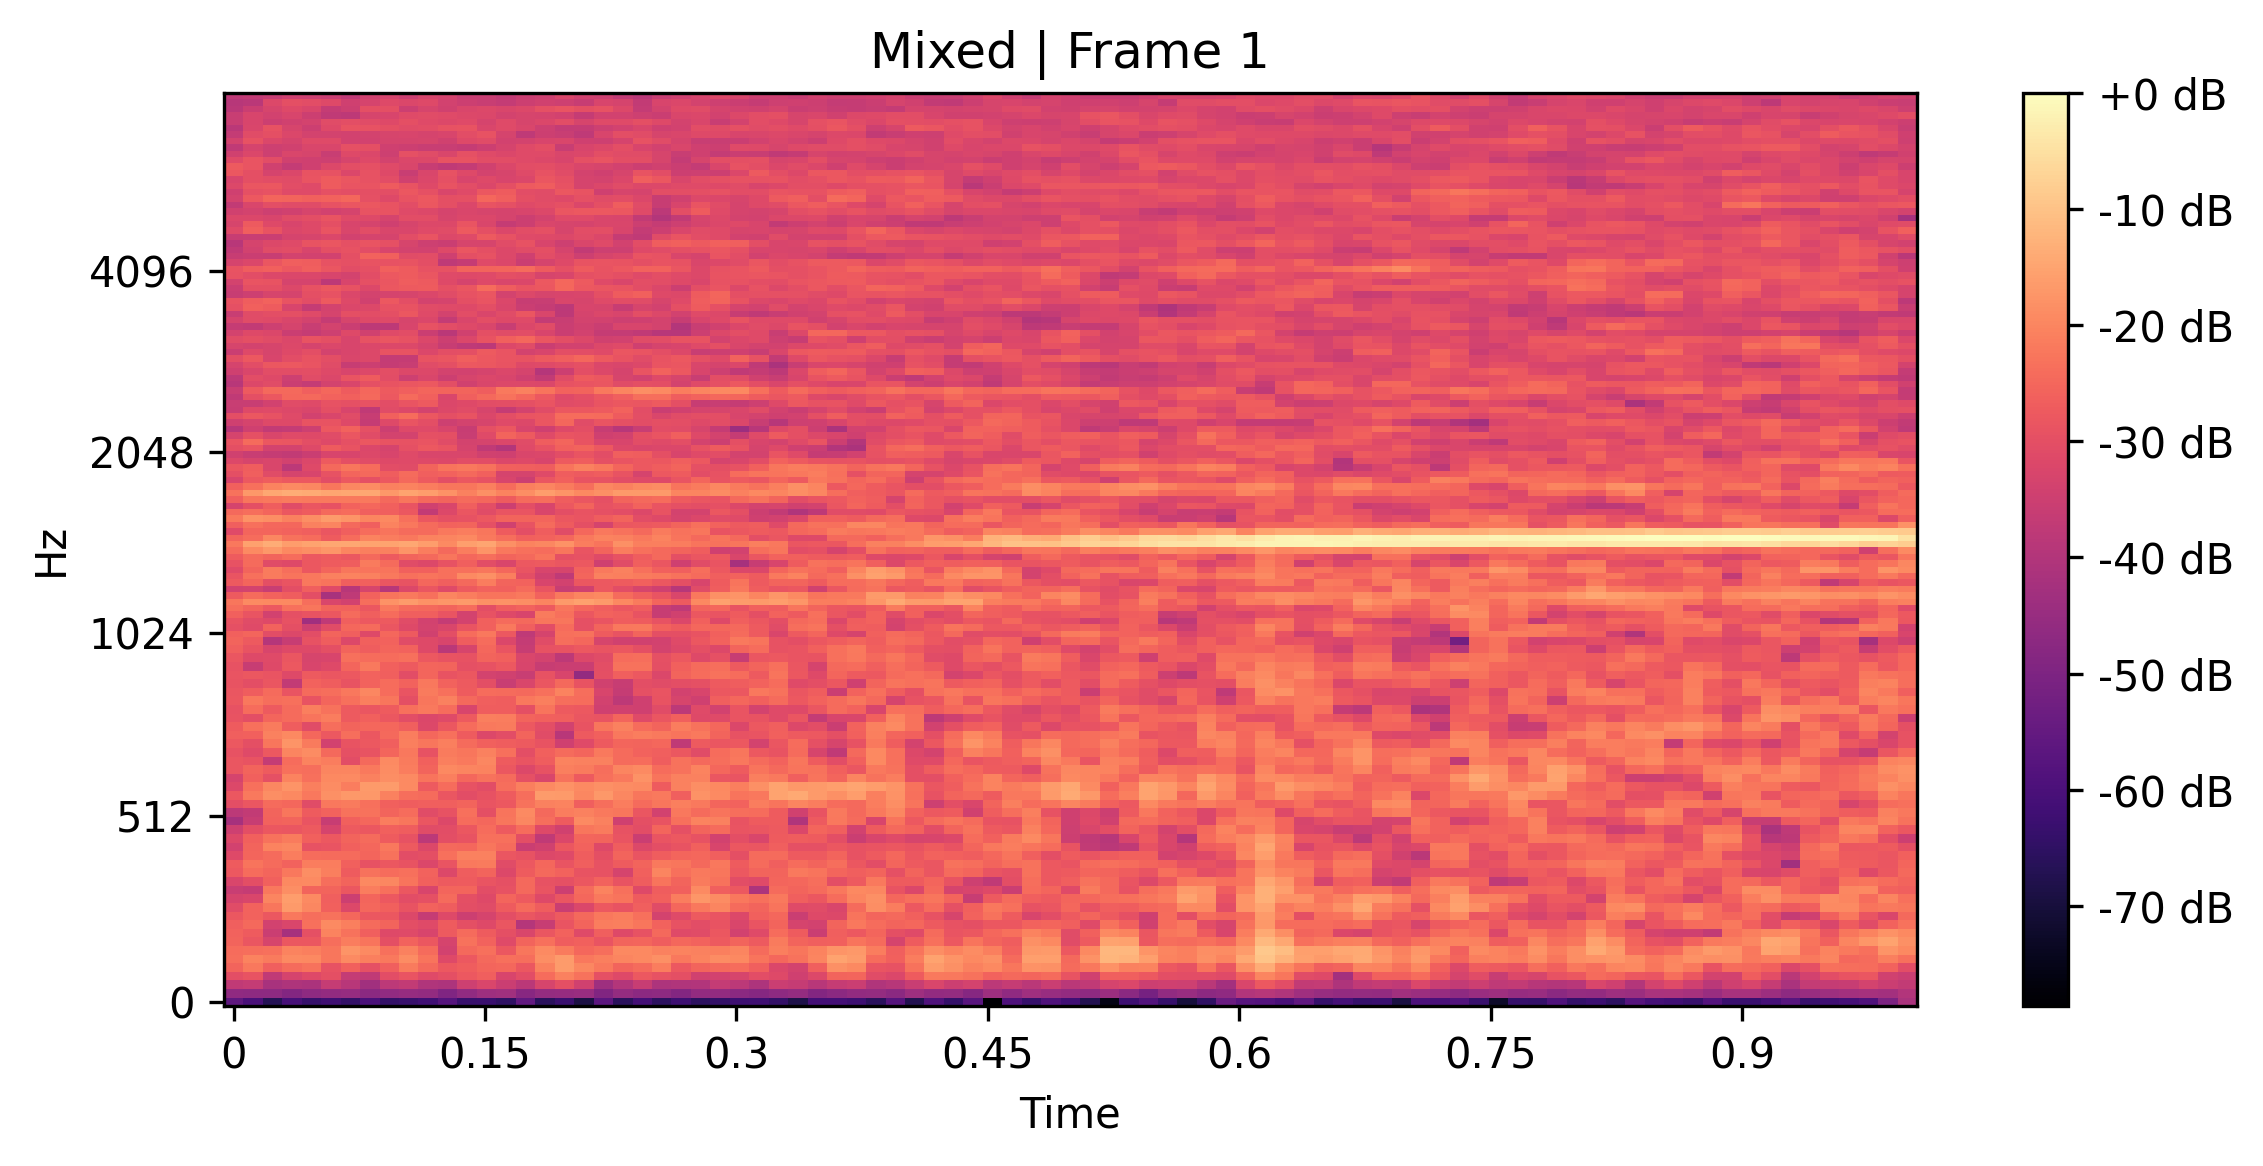 Mixed | Frame 1
Hz
4096
2048
1024
512
0
0 0.15 0.3 0.45 0.6 0.75 0.9
Time
+0 dB
-10 dB
-20 dB
-30 dB
-40 dB
-50 dB
-60 dB
-70 dB